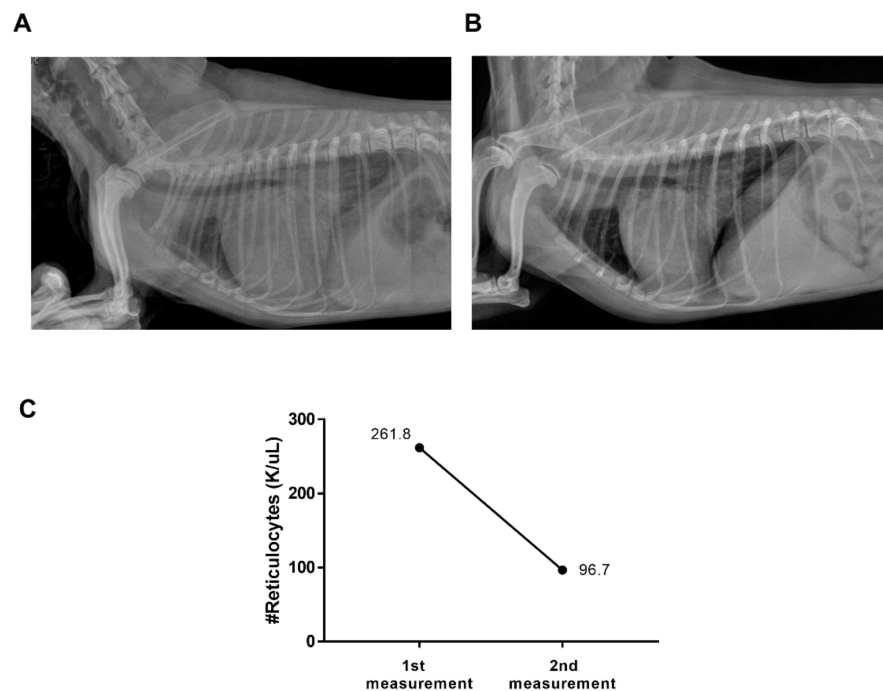 A
B
C
300
200
100
0
#Reticulocytes (K/uL)
261.8
96.7
1st
measurement
2nd
measurement